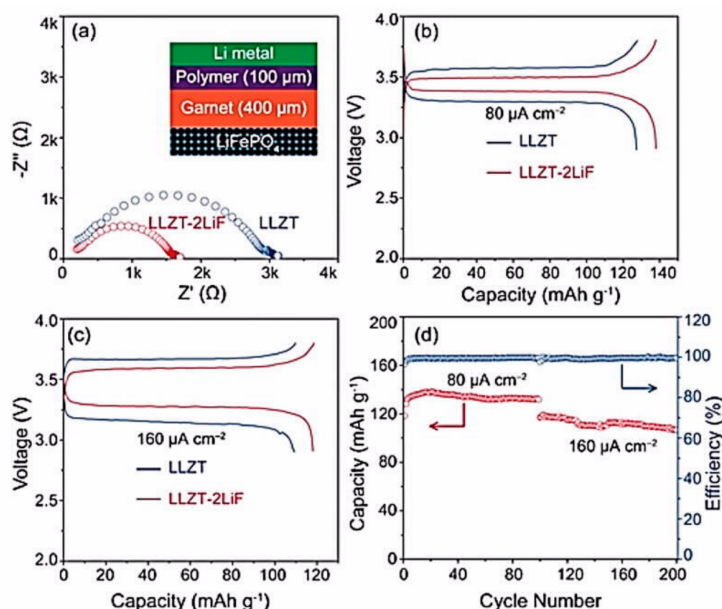 (a)
4k
3k
2k
1k
0
0
1k
2k
3k
4k
-Z'' (Ω)
Z' (Ω)
Li metal
Polymer (100 μm)
Garnet (400 μm)
LiFePO4
LLZT-2LiF
LLZT
(b)
4.0
3.5
3.0
2.5
2.0
0
20
40
60
80
100
120
140
Voltage (V)
Capacity (mAh g⁻¹)
80 μA cm⁻²
LLZT
LLZT-2LiF
(c)
4.0
3.5
3.0
2.5
2.0
0
20
40
60
80
100
120
Voltage (V)
Capacity (mAh g⁻¹)
160 μA cm⁻²
LLZT
LLZT-2LiF
(d)
200
160
120
80
40
0
0
40
80
120
160
200
120
100
80
60
40
20
0
Capacity (mAh g⁻¹)
Efficiency (%)
Cycle Number
80 μA cm⁻²
160 μA cm⁻²